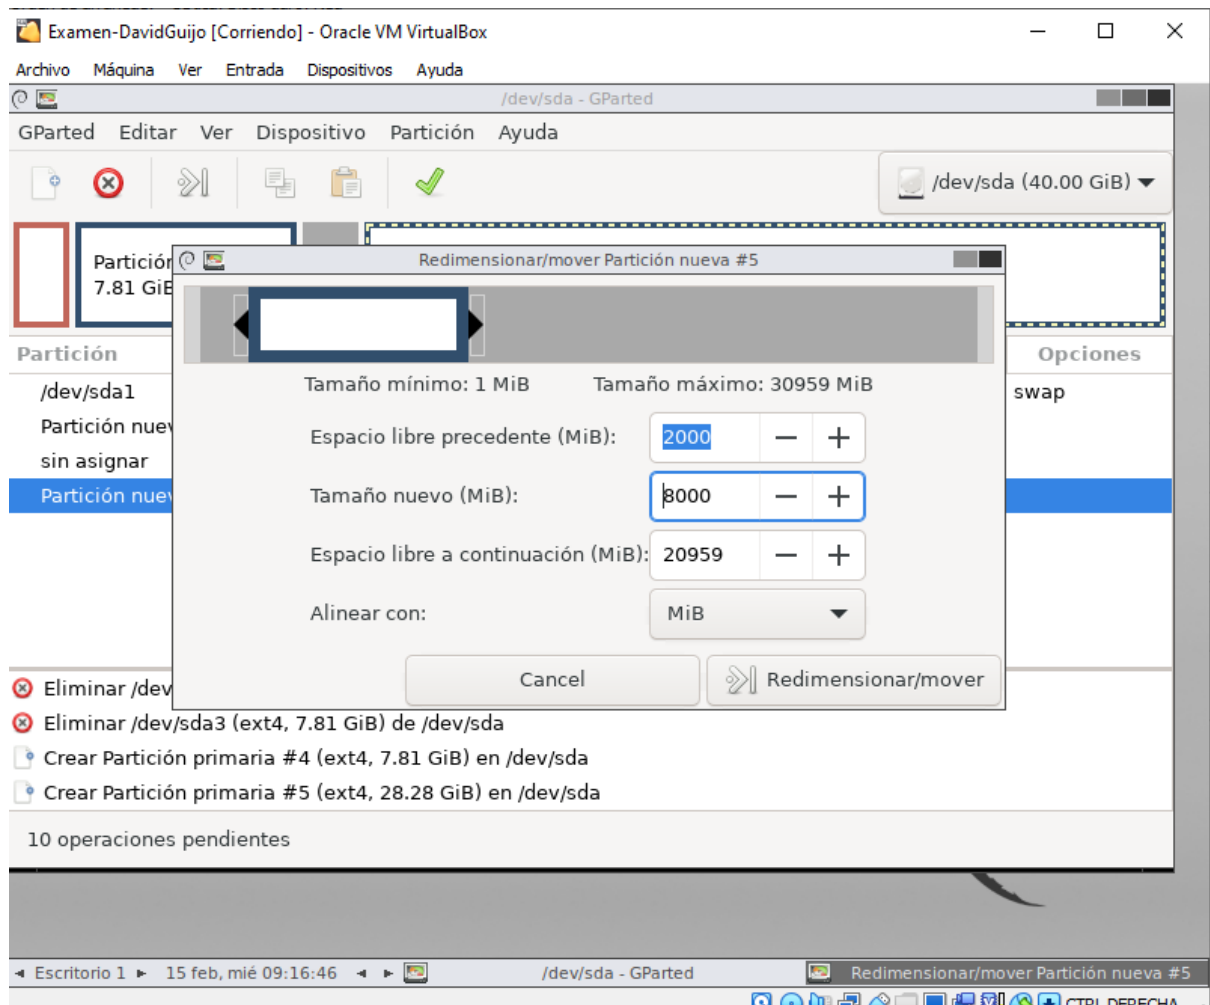 Examen-DavidGuijo [Corriendo] - Oracle VM VirtualBox
Archivo Máquina Ver Entrada Dispositivos Ayuda
/dev/sda - GParted
GParted Editar Ver Dispositivo Partición Ayuda
/dev/sda (40.00 GiB)
Partición
7.81 GiB
Redimensionar/mover Partición nueva #5
Partición Opciones
Tamaño mínimo: 1 MiB Tamaño máximo: 30959 MiB
/dev/sda1 swap
Partición nuev
Espacio libre precedente (MiB): 2000
sin asignar
Partición nuev
Tamaño nuevo (MiB): 8000
Espacio libre a continuación (MiB): 20959
Alinear con: MiB
Cancel Redimensionar/mover
Eliminar /dev
Eliminar /dev/sda3 (ext4, 7.81 GiB) de /dev/sda
Crear Partición primaria #4 (ext4, 7.81 GiB) en /dev/sda
Crear Partición primaria #5 (ext4, 28.28 GiB) en /dev/sda
10 operaciones pendientes
Escritorio 1 15 feb, mié 09:16:46 /dev/sda - GParted Redimensionar/mover Partición nueva #5
CTRL DERECHA